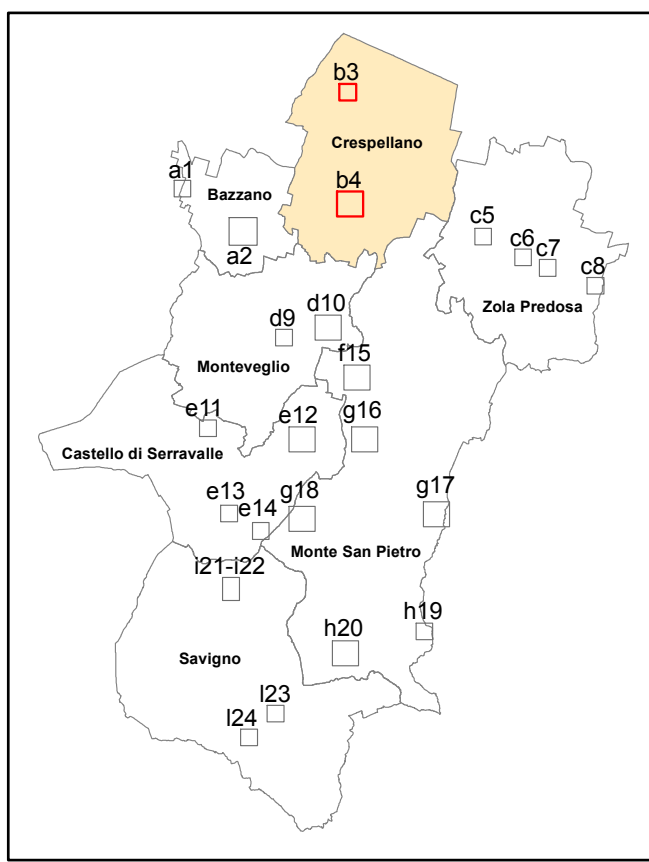 b3
Crespellano
a1
Bazzano
b4
a2
c5
c6
c7
c8
Zola Predosa
d10
d9
Monteveglio
f15
e11
e12
g16
Castello di Serravalle
e13
e14
g18
g17
Monte San Pietro
i21-i22
h19
h20
Savigno
l23
l24